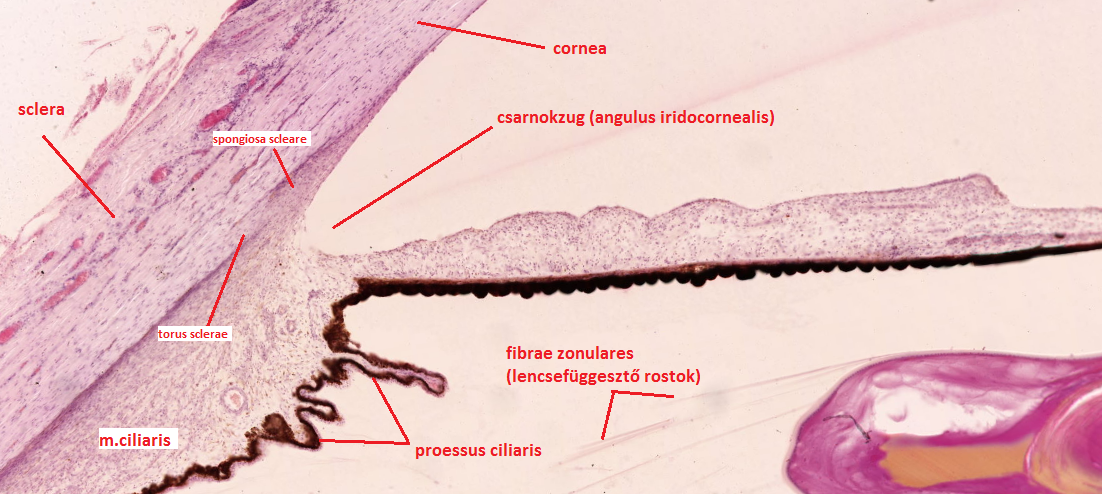 cornea
sclera
csarnokzug (angulus iridocornealis)
spongiosa scleare
torus sclerae
fibrae zonulares
(lencsefüggesztő rostok)
m.ciliaris
proessus ciliaris